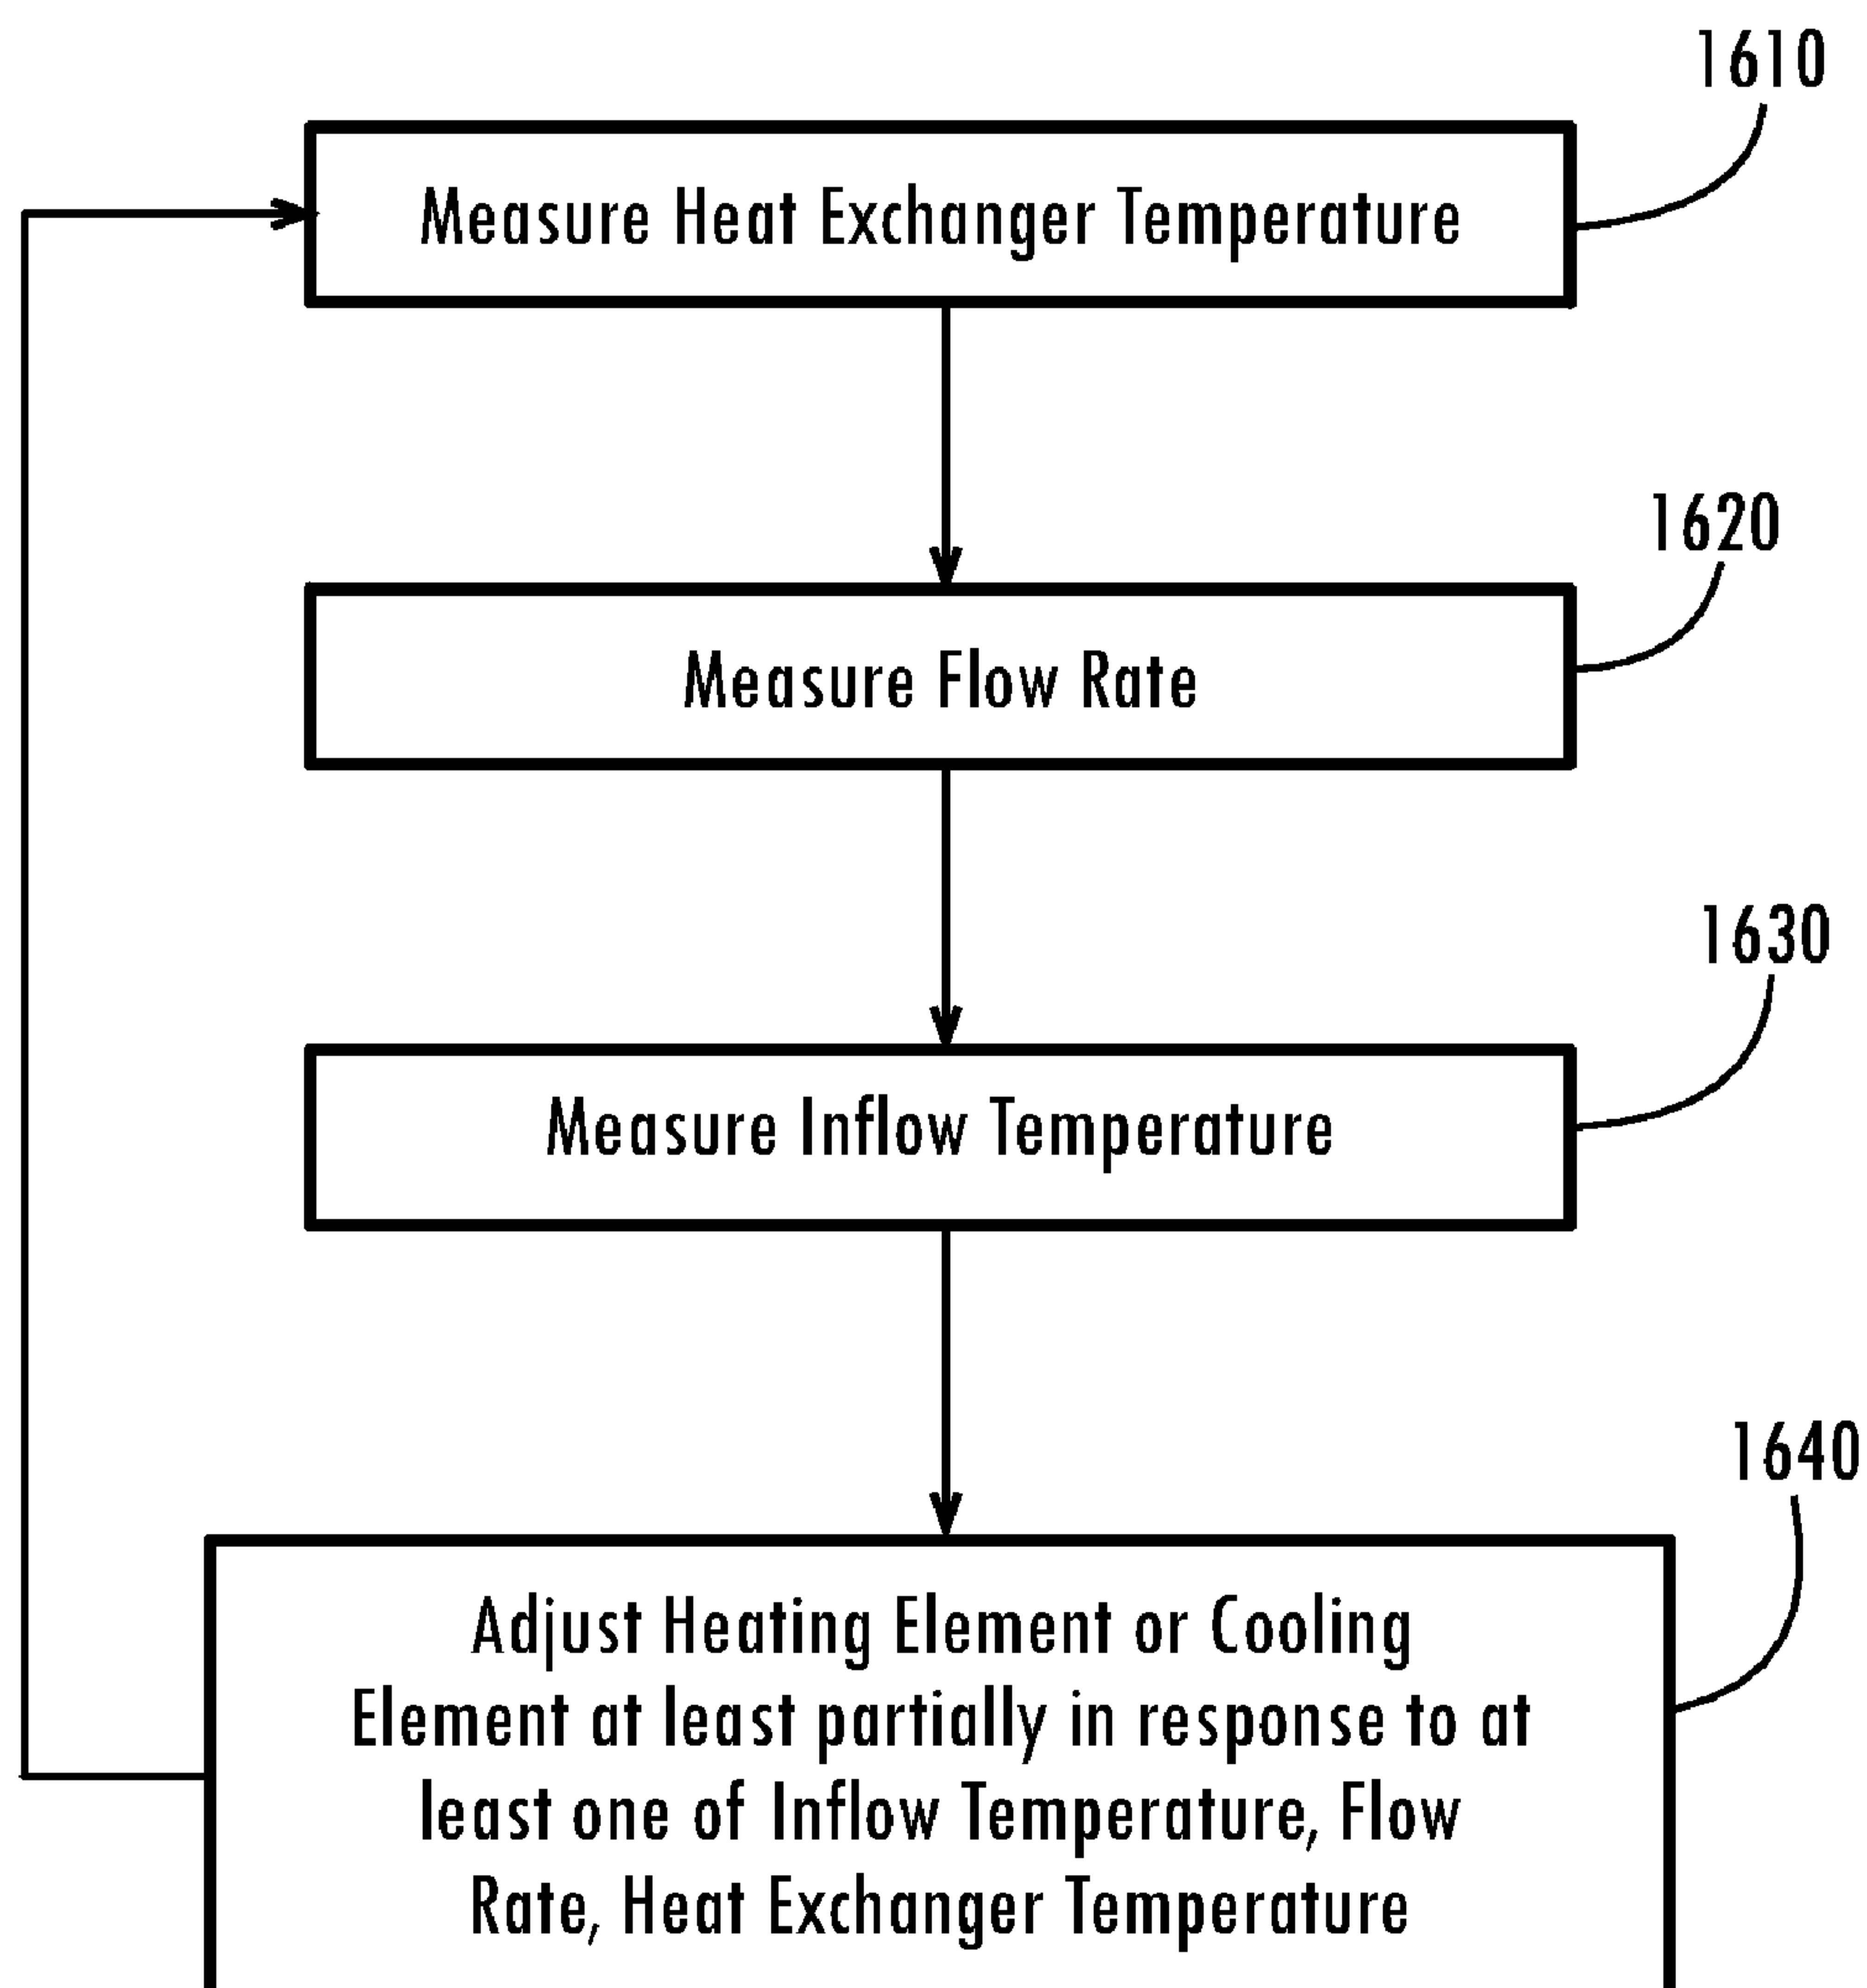 1610
Measure Heat Exchanger Temperature
1620
Measure Flow Rate
1630
Measure Inflow Temperature
1640
Adjust Heating Element or Cooling
Element at least partially in response to at
least one of Inflow Temperature, Flow
Rate, Heat Exchanger Temperature